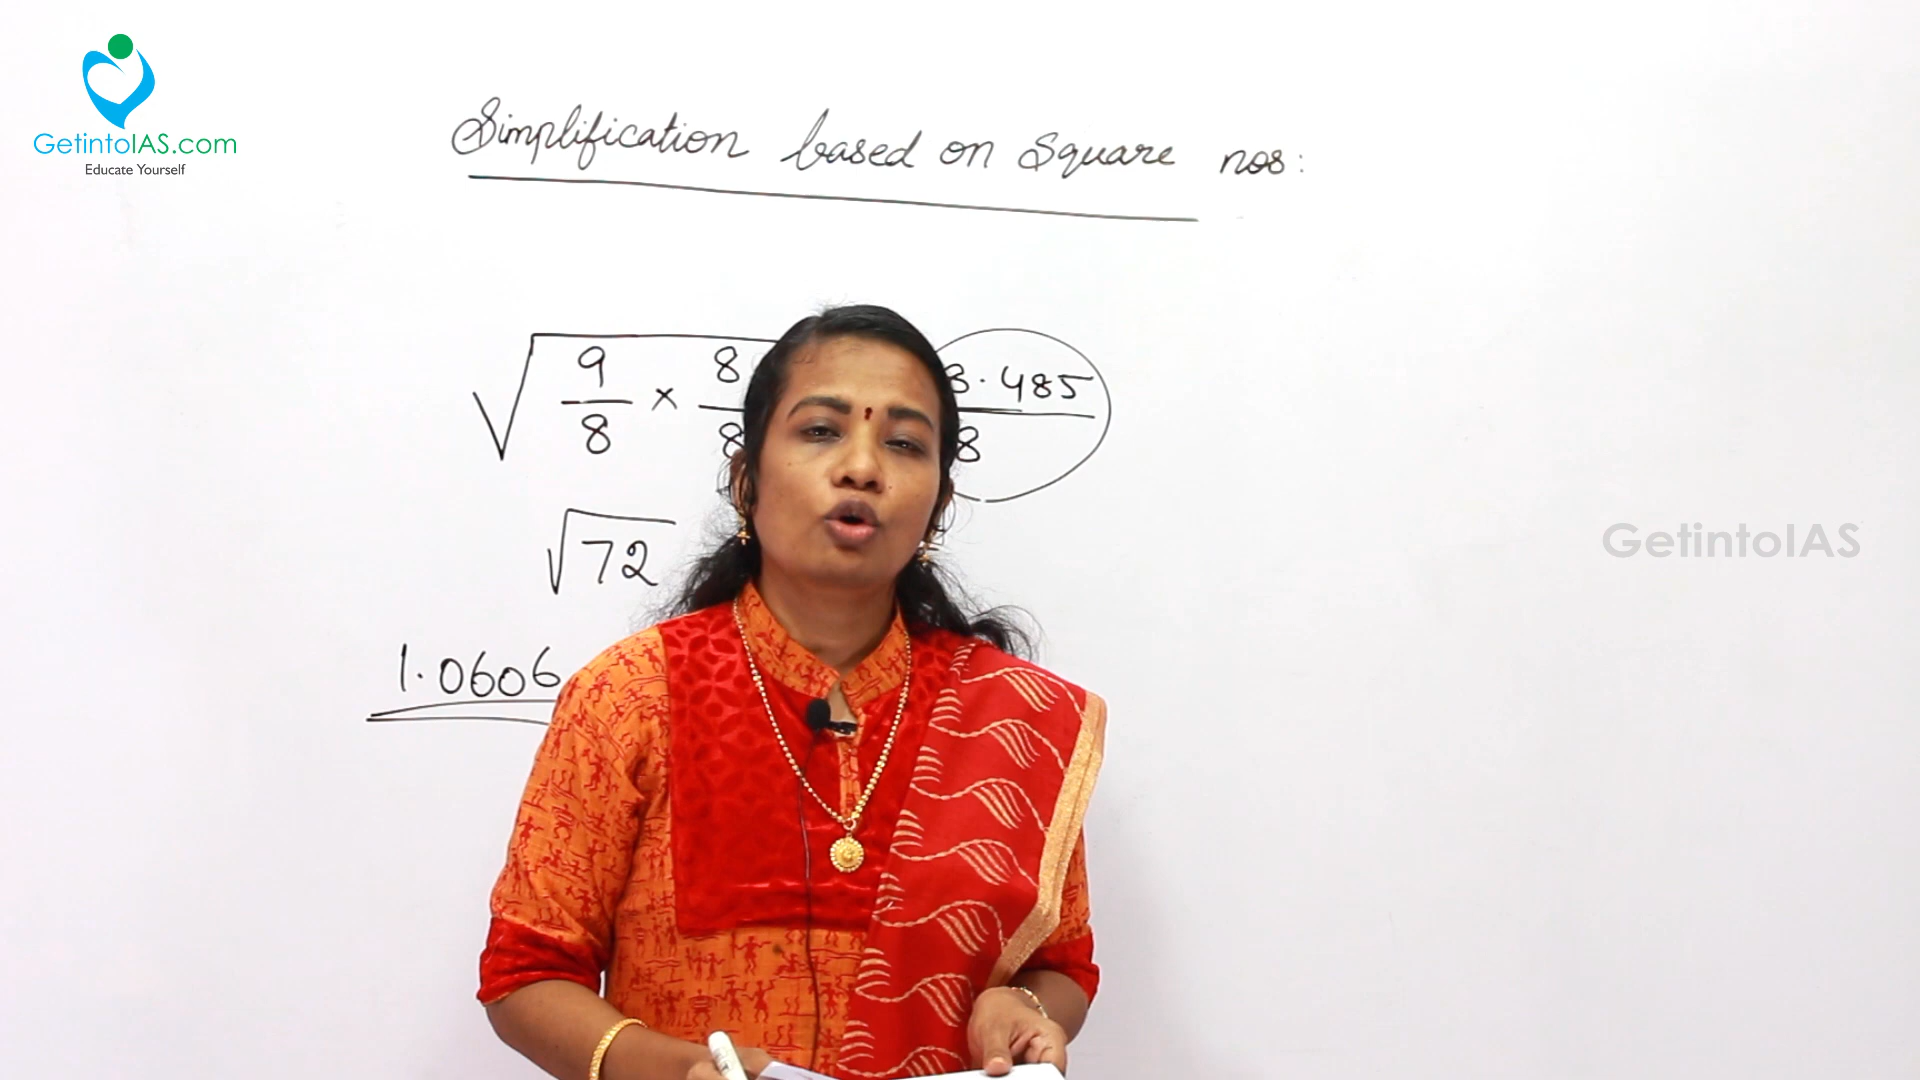 GetintoIAS.com
Educate Yourself
Simplification based on Square nos:
√ 9/8 × 8/8 8.485/8
√72
GetintoIAS
1.0606